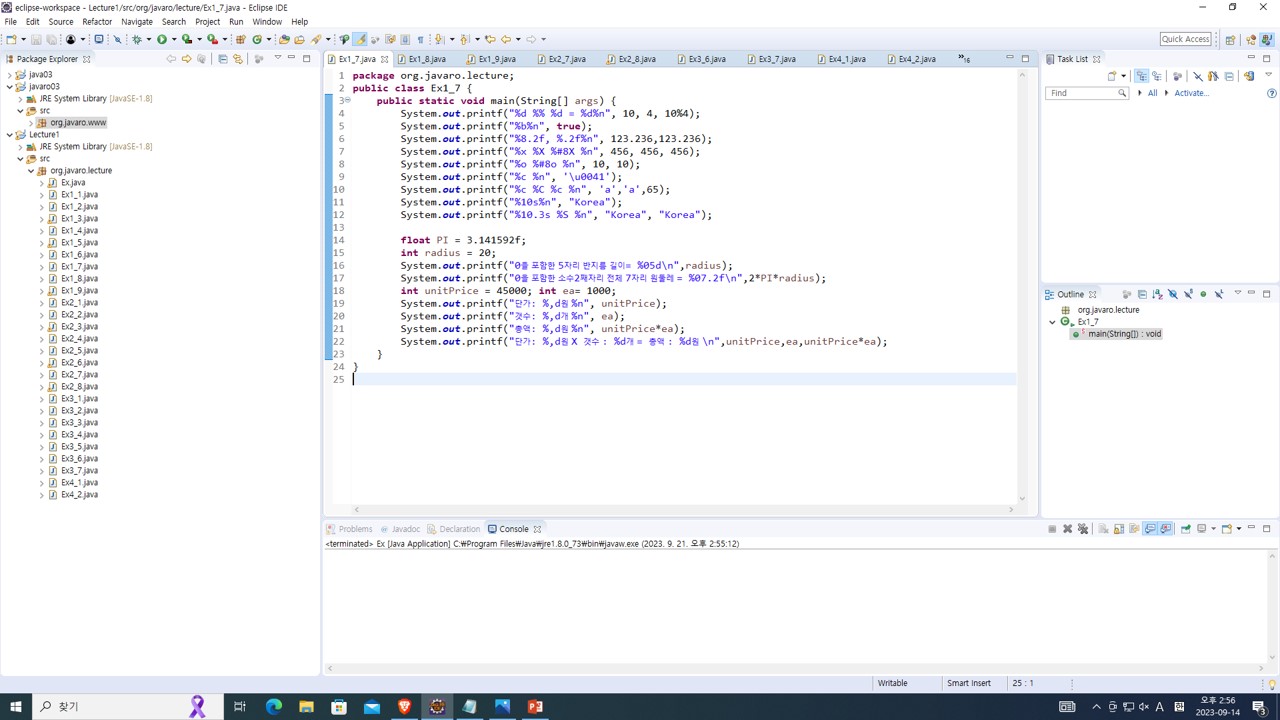 eclipse-workspace - Lecture1/src/org/javaro/lecture/Ex1_7.java - Eclipse IDE
File Edit Source Refactor Navigate Search Project Run Window Help
Quick Access
Package Explorer
java03
javaro03
JRE System Library [JavaSE-1.8]
src
org.javaro.www
Lecture1
JRE System Library [JavaSE-1.8]
src
org.javaro.lecture
Ex.java
Ex1_1.java
Ex1_2.java
Ex1_3.java
Ex1_4.java
Ex1_5.java
Ex1_6.java
Ex1_7.java
Ex1_8.java
Ex1_9.java
Ex2_1.java
Ex2_2.java
Ex2_3.java
Ex2_4.java
Ex2_5.java
Ex2_6.java
Ex2_7.java
Ex2_8.java
Ex3_1.java
Ex3_2.java
Ex3_3.java
Ex3_4.java
Ex3_5.java
Ex3_6.java
Ex3_7.java
Ex4_1.java
Ex4_2.java
Ex1_7.java Ex1_8.java Ex1_9.java Ex2_7.java Ex2_8.java Ex3_6.java Ex3_7.java Ex4_1.java Ex4_2.java »16
1 package org.javaro.lecture;
2 public class Ex1_7 {
3 public static void main(String[] args) {
4 System.out.printf("%d %% %d = %d%n", 10, 4, 10%4);
5 System.out.printf("%b%n", true);
6 System.out.printf("%8.2f, %.2f%n", 123.236,123.236);
7 System.out.printf("%x %X %#8X %n", 456, 456, 456);
8 System.out.printf("%o %#8o %n", 10, 10);
9 System.out.printf("%c %n", '\u0041');
10 System.out.printf("%c %C %c %n", 'a','a',65);
11 System.out.printf("%10s%n", "Korea");
12 System.out.printf("%10.3s %S %n", "Korea", "Korea");
13
14 float PI = 3.141592f;
15 int radius = 20;
16 System.out.printf("0을 포함한 5자리 반지름 길이= %05d\n",radius);
17 System.out.printf("0을 포함한 소수2째자리 전체 7자리 원둘레 = %07.2f\n",2*PI*radius);
18 int unitPrice = 45000; int ea= 1000;
19 System.out.printf("단가: %,d원 %n", unitPrice);
20 System.out.printf("갯수: %,d개 %n", ea);
21 System.out.printf("총액: %,d원 %n", unitPrice*ea);
22 System.out.printf("단가: %,d원 X 갯수 : %d개 = 총액 : %d원 \n",unitPrice,ea,unitPrice*ea);
23 }
24 }
25
Task List
Find All Activate...
Outline
org.javaro.lecture
Ex1_7
main(String[]) : void
Problems Javadoc Declaration Console
<terminated> Ex [Java Application] C:₩Program Files₩Java₩jre1.8.0_73₩bin₩javaw.exe (2023. 9. 21. 오후 2:55:12)
Writable Smart Insert 25 : 1
찾기
A 한
오후 2:56
2023-09-14
3